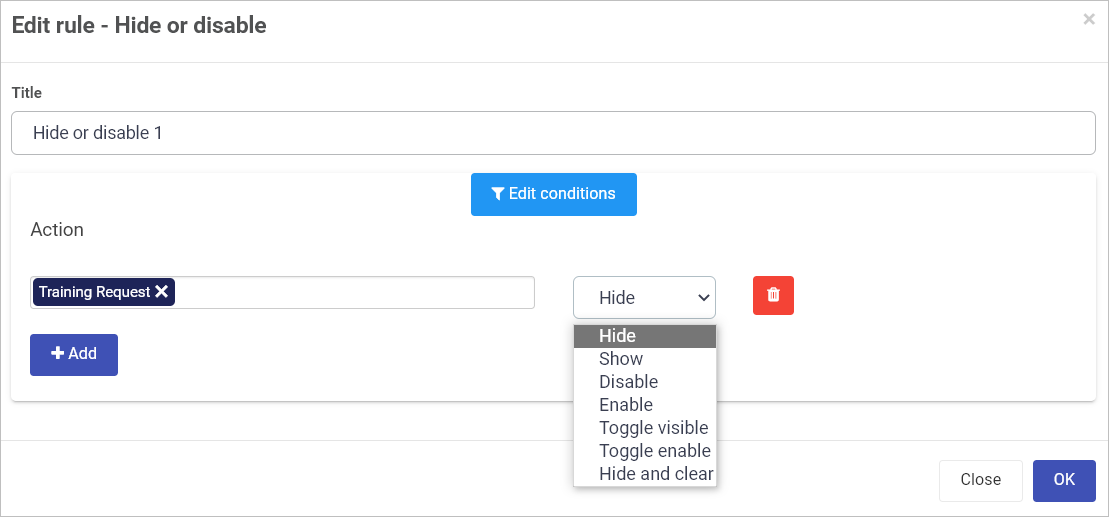 Edit rule - Hide or disable
×
Title
Hide or disable 1
Edit conditions
Action
Training Request
Hide
Add
Hide
Show
Disable
Enable
Toggle visible
Toggle enable
Hide and clear
Close
OK